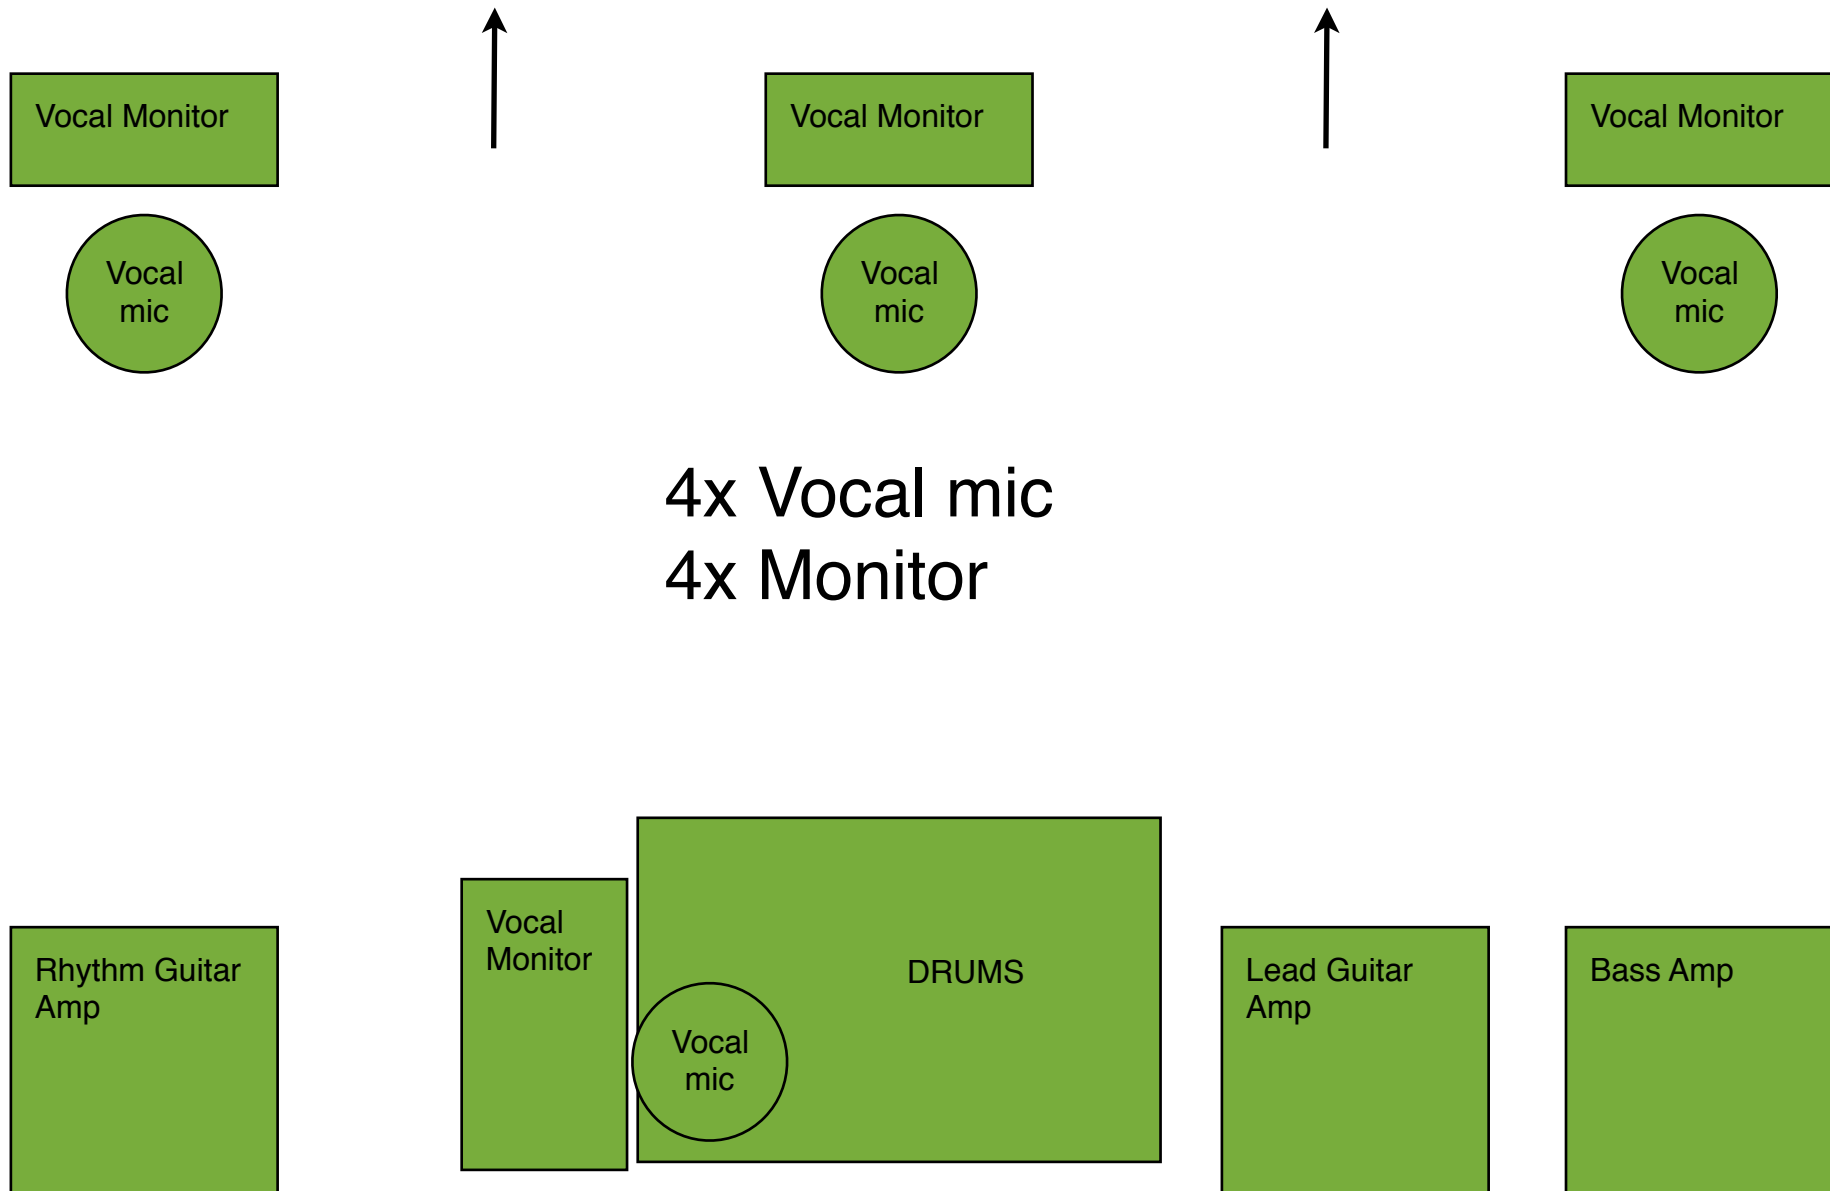 Vocal Monitor
Vocal Monitor
Vocal Monitor
Vocal
mic
Vocal
mic
Vocal
mic
4x Vocal mic
4x Monitor
Rhythm Guitar
Amp
Vocal
Monitor
Vocal
mic
DRUMS
Lead Guitar
Amp
Bass Amp